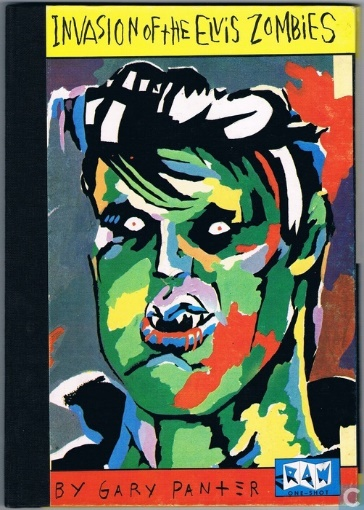 INVASION OF THE ELVIS ZOMBIES
BY GARY PANTER
RAW
ONE-SHOT
C